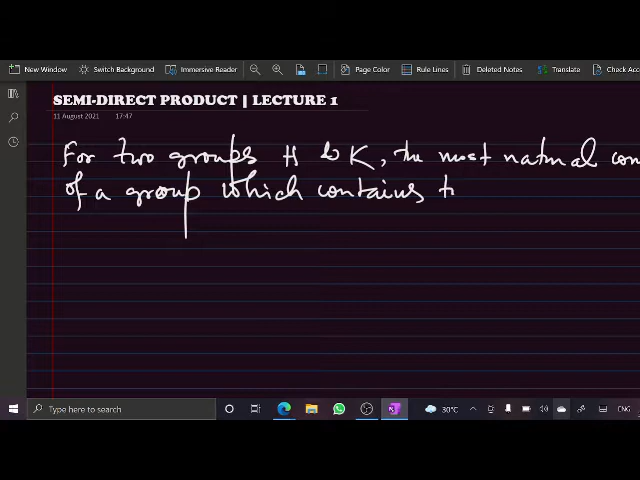 New Window Switch Background Immersive Reader Page Color Rule Lines Deleted Notes Translate Check Acc
SEMI-DIRECT PRODUCT | LECTURE 1
11 August 2021 17:47
For two groups H & K, the most natural con
of a group which contains t
Type here to search 30°C ENG